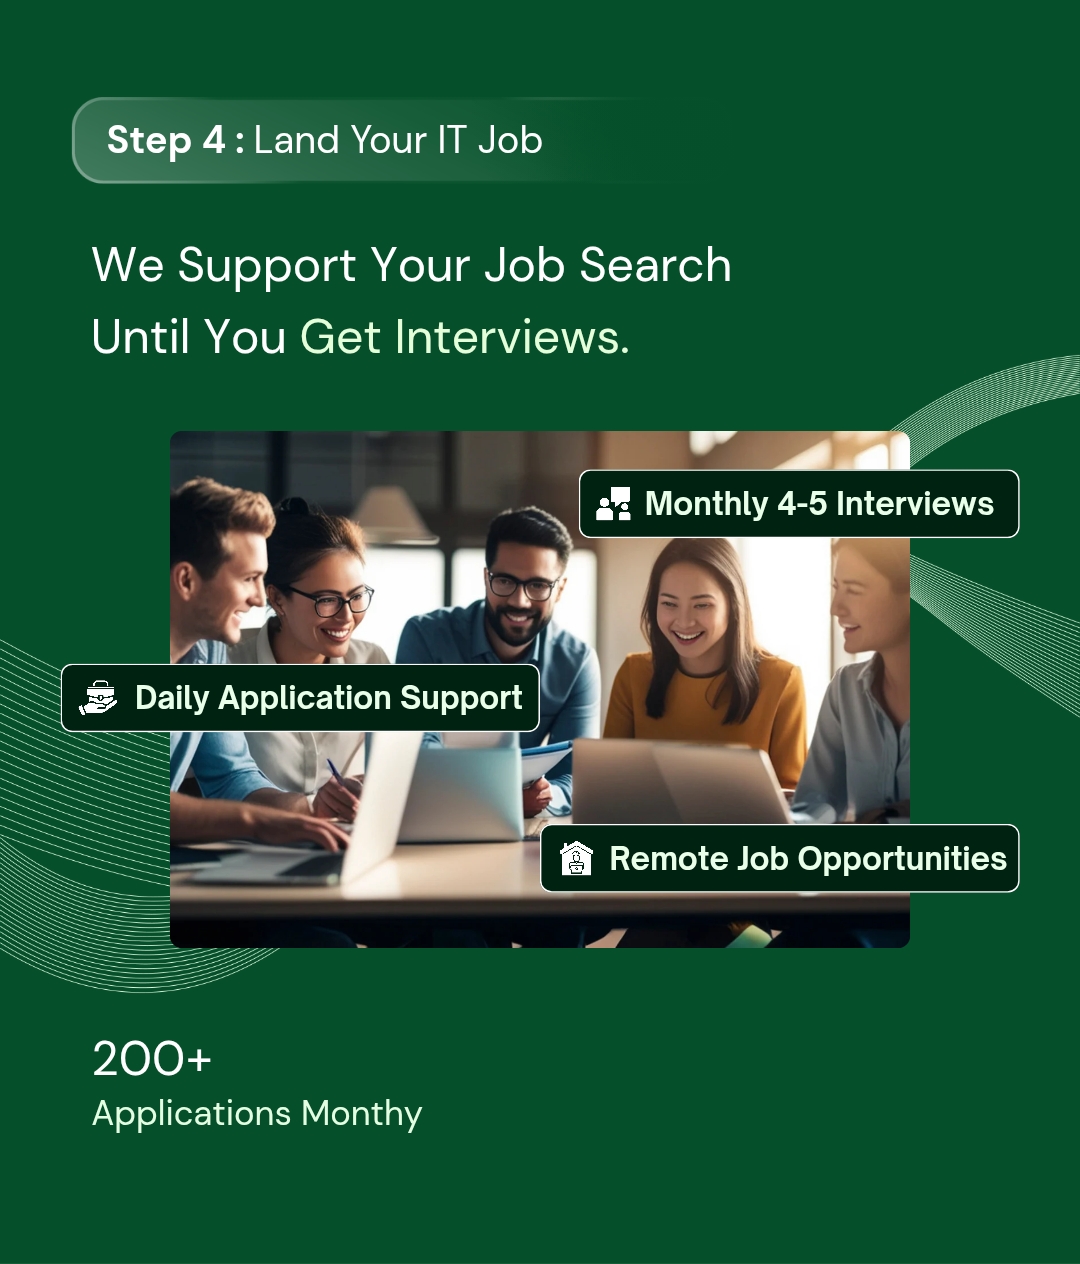 Step 4 : Land Your IT Job
We Support Your Job Search
Until You Get Interviews.
Monthly 4-5 Interviews
Daily Application Support
Remote Job Opportunities
200+
Applications Monthy